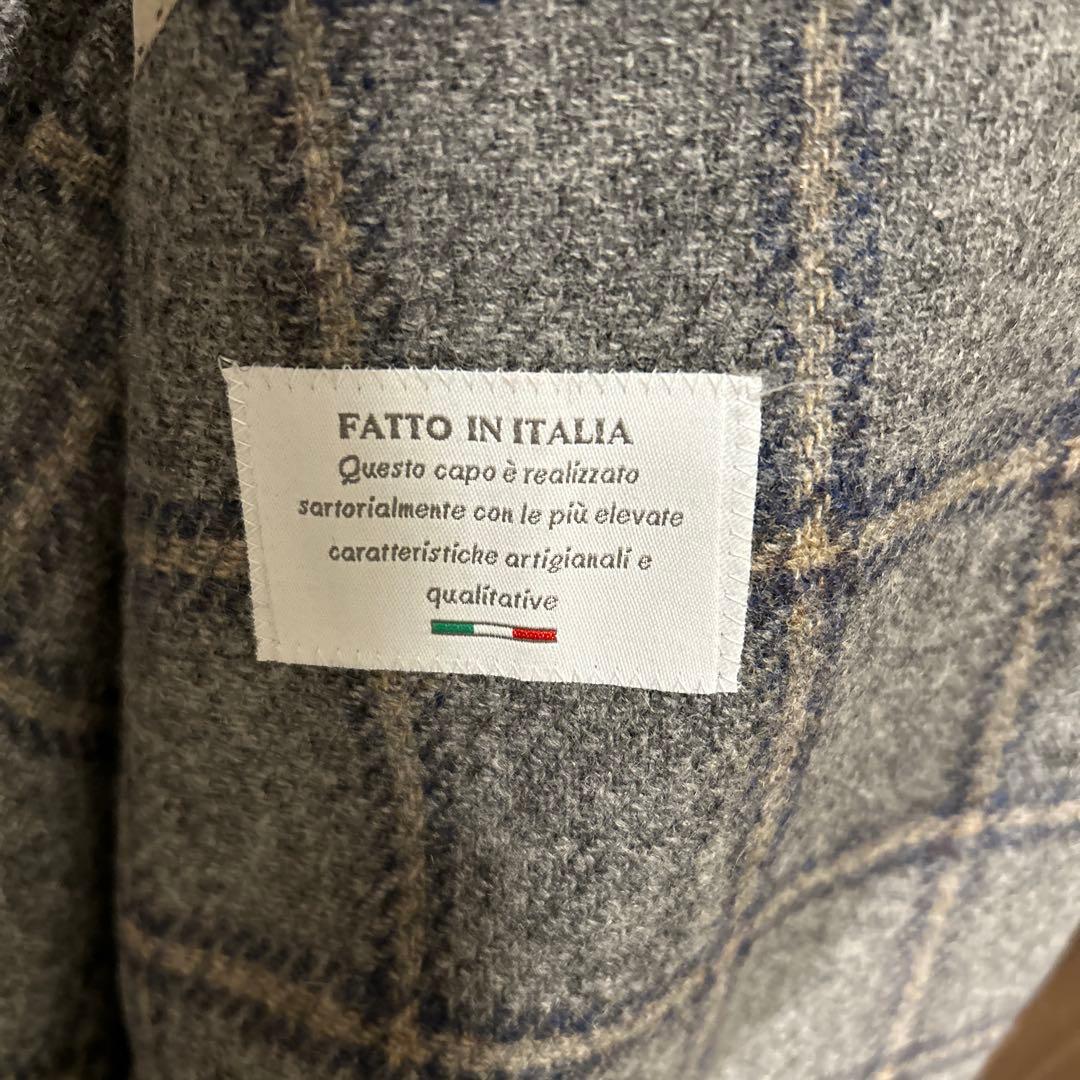 FATTO IN ITALIA
Questo capo è realizzato
sartorialmente con le più elevate
caratteristiche artigianali e
qualitative